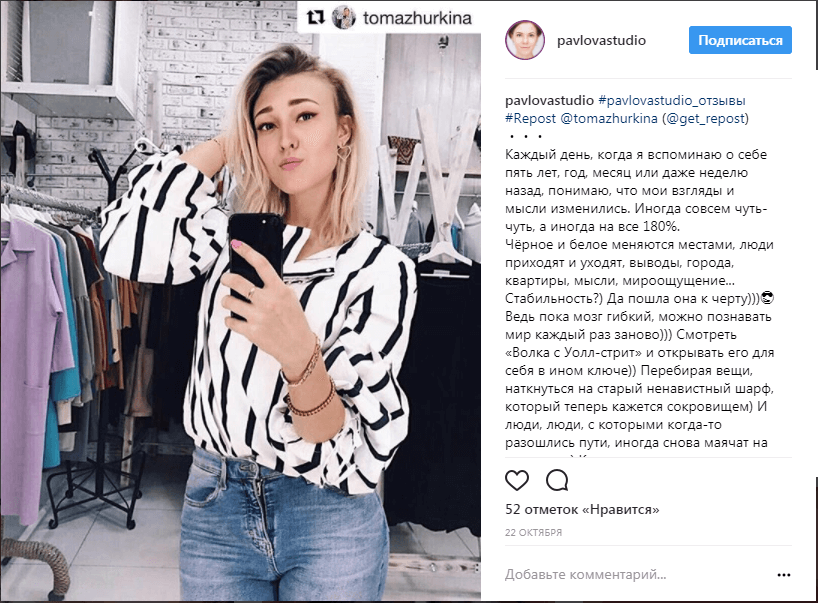 tomazhurkina
pavlovastudio
Подписаться
pavlovastudio #pavlovastudio_отзывы
#Repost @tomazhurkina (@get_repost)
・・・
Каждый день, когда я вспоминаю о себе
пять лет, год, месяц или даже неделю
назад, понимаю, что мои взгляды и
мысли изменились. Иногда совсем чуть-
чуть, а иногда на все 180%.
Чёрное и белое меняются местами, люди
приходят и уходят, выводы, города,
квартиры, мысли, мироощущение...
Стабильность?) Да пошла она к черту)))😎
Ведь пока мозг гибкий, можно познавать
мир каждый раз заново))) Смотреть
«Волка с Уолл-стрит» и открывать его для
себя в ином ключе)) Перебирая вещи,
наткнуться на старый ненавистный шарф,
который теперь кажется сокровищем) И
люди, люди, с которыми когда-то
разошлись пути, иногда снова маячат на
52 отметок «Нравится»
22 ОКТЯБРЯ
Добавьте комментарий...